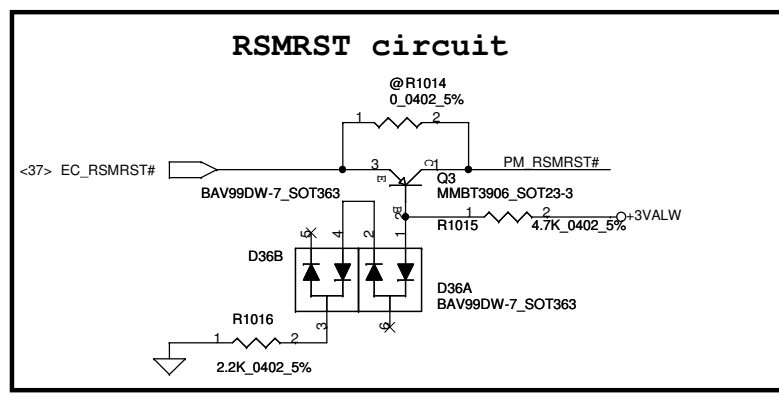 RSMRST circuit
@R1014
0_0402_5%
1 2
<37> EC_RSMRST#
3 1
E C
PM_RSMRST#
Q3
BAV99DW-7_SOT363
MMBT3906_SOT23-3
B
2
R1015
1 2
+3VALW
4.7K_0402_5%
5 4 2 1
D36B
D36A
BAV99DW-7_SOT363
3 6
R1016
1 2
2.2K_0402_5%